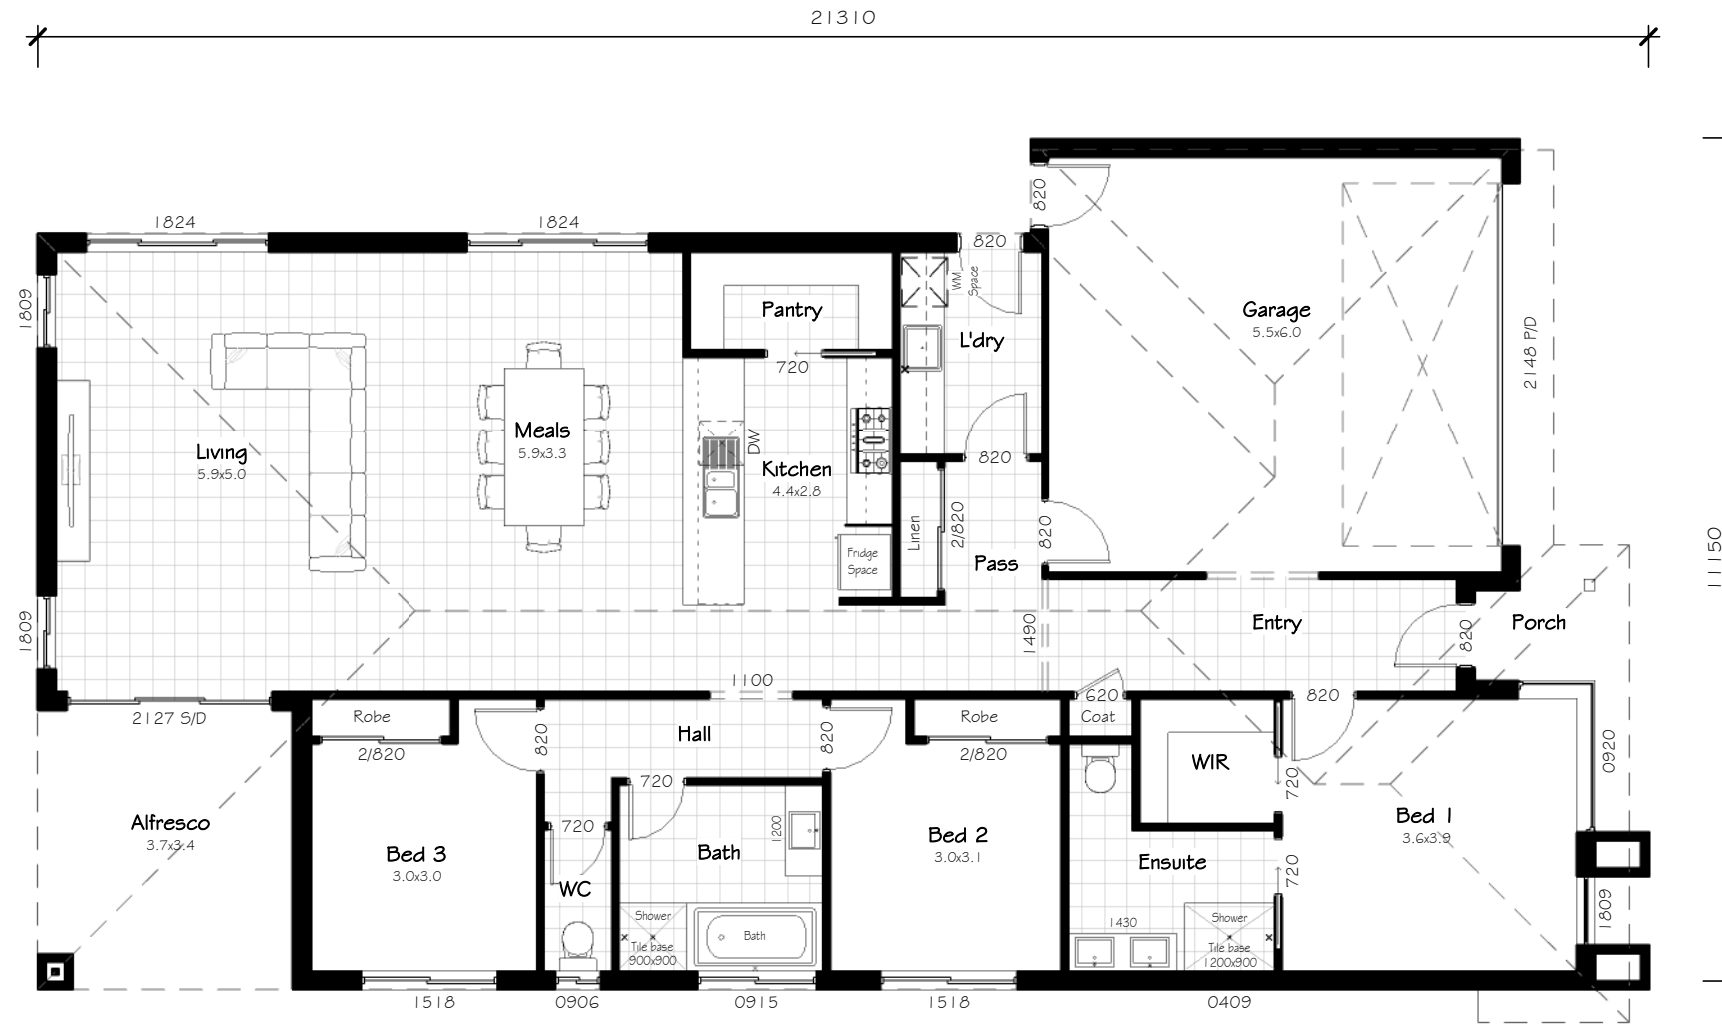 21310
1824
1824
820
820
1809
Pantry
WM
Space
Garage
5.5x6.0
2148 P/D
L'dry
720
Living
5.9x5.0
Meals
5.9x3.3
DW
Kitchen
4.4x2.8
820
Linen
2/820
820
11150
Fridge
Space
Pass
1809
1490
Entry
820
Porch
2127 S/D
Robe
2/820
820
1100
Hall
820
Robe
2/820
620
Coat
820
0920
WIR
720
720
Alfresco
3.7x3.4
Bed 3
3.0x3.0
720
WC
1200
Bath
Bed 2
3.0x3.1
Ensuite
720
Bed 1
3.6x3.9
1809
Shower
Tile base
900x900
Bath
1430
Shower
Tile base
1200x900
1518
0906
0915
1518
0409